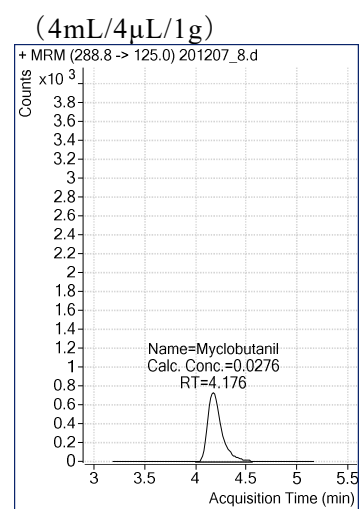 （4mL/4µL/1g）
+ MRM (288.8 -> 125.0) 201207_8.d
Counts
x10 3
3.8
3.6
3.4
3.2
3
2.8
2.6
2.4
2.2
2
1.8
1.6
1.4
1.2
1
0.8
0.6
0.4
0.2
0
Name=Myclobutanil
Calc. Conc.=0.0276
RT=4.176
3 3.5 4 4.5 5 5.5
Acquisition Time (min)